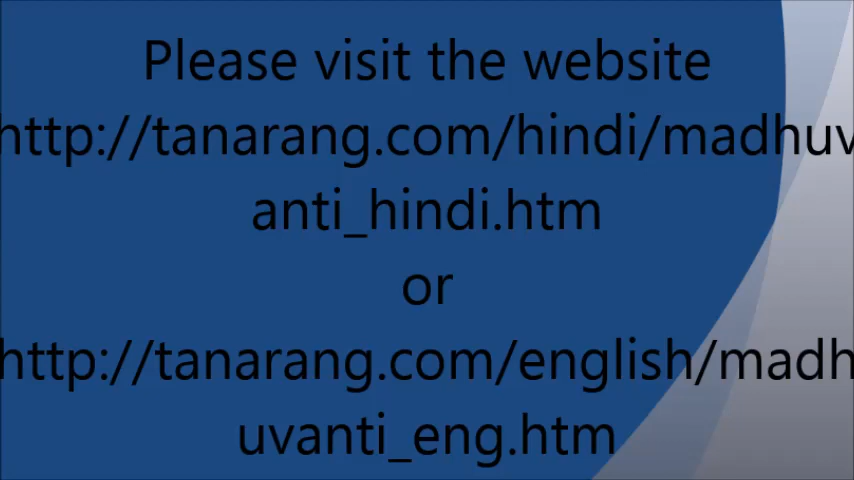 Please visit the website
http://tanarang.com/hindi/madhuv
anti_hindi.htm
or
http://tanarang.com/english/madh
uvanti_eng.htm